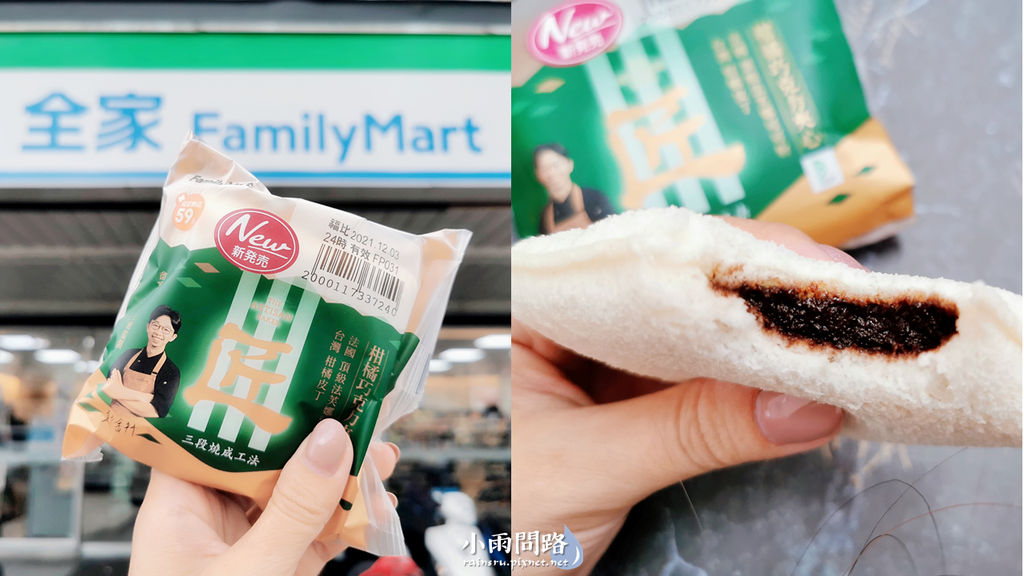 全家 FamilyMart
FamilyMart
59
New
新発売
福比 2021.12.03
24時 有效 FP031
2000117337240
匠
柑橘巧克力
法國 頂級法芙娜
台灣 柑橘皮丁
三段燒成工法
New
新発売
匠
小雨問路
rainsru.pixnet.net